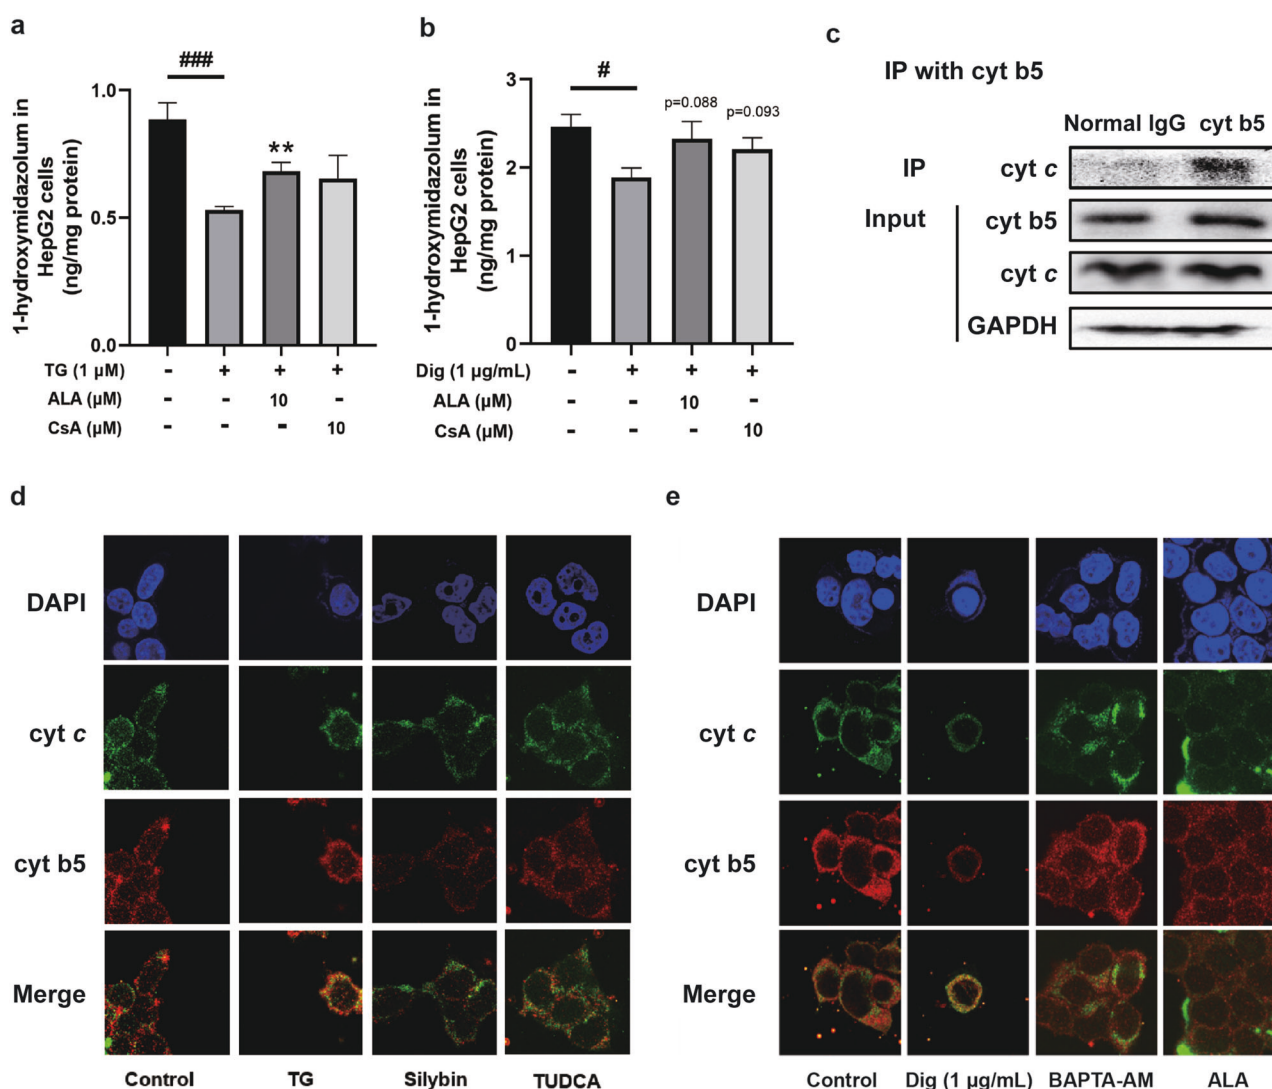 a
###
1-hydroxymidazolum in
HepG2 cells
(ng/mg protein)
1.0
0.5
0.0
**
TG (1 µM) - + + +
ALA (µM) - - 10 -
CsA (µM) - - - 10
b
#
1-hydroxymidazolum in
HepG2 cells
(ng/mg protein)
3
2
1
0
p=0.088
p=0.093
Dig (1 µg/mL) - + + +
ALA (µM) - - 10 -
CsA (µM) - - - 10
c
IP with cyt b5
Normal IgG cyt b5
IP cyt c
Input cyt b5
cyt c
GAPDH
d
DAPI
cyt c
cyt b5
Merge
Control TG Silybin TUDCA
e
DAPI
cyt c
cyt b5
Merge
Control Dig (1 µg/mL) BAPTA-AM ALA